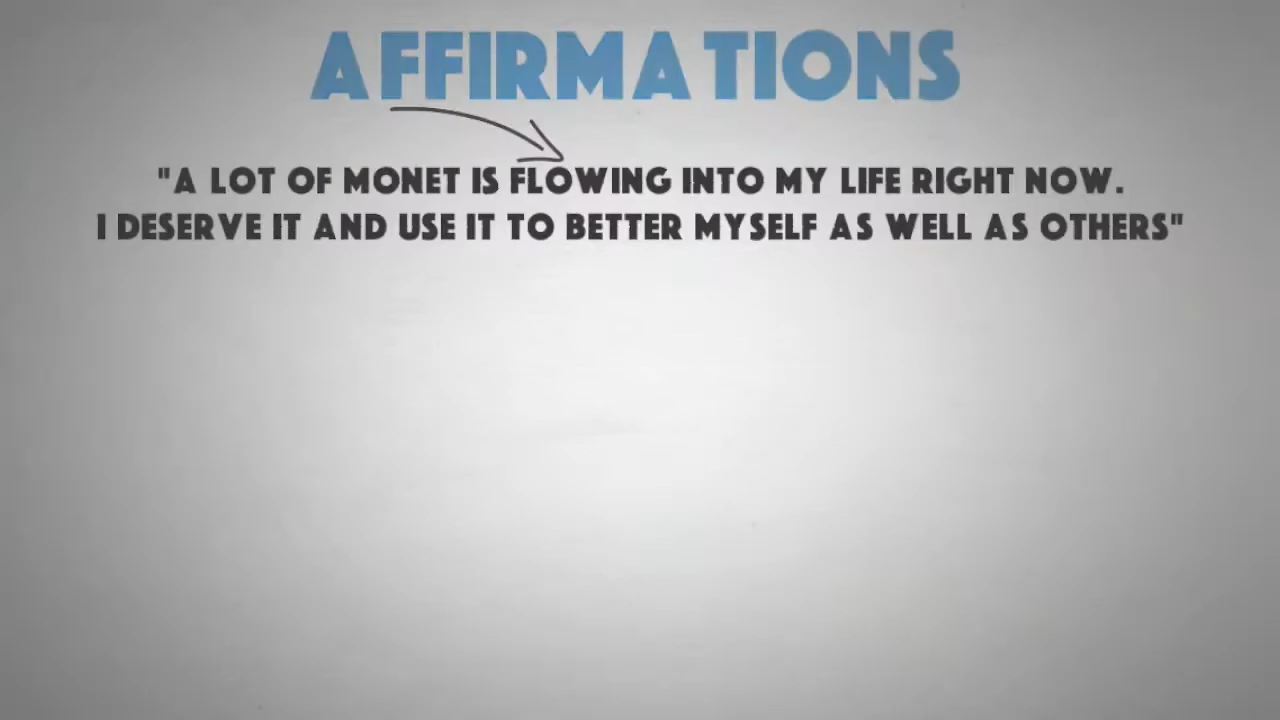 AFFIRMATIONS
"A LOT OF MONET IS FLOWING INTO MY LIFE RIGHT NOW.
I DESERVE IT AND USE IT TO BETTER MYSELF AS WELL AS OTHERS"